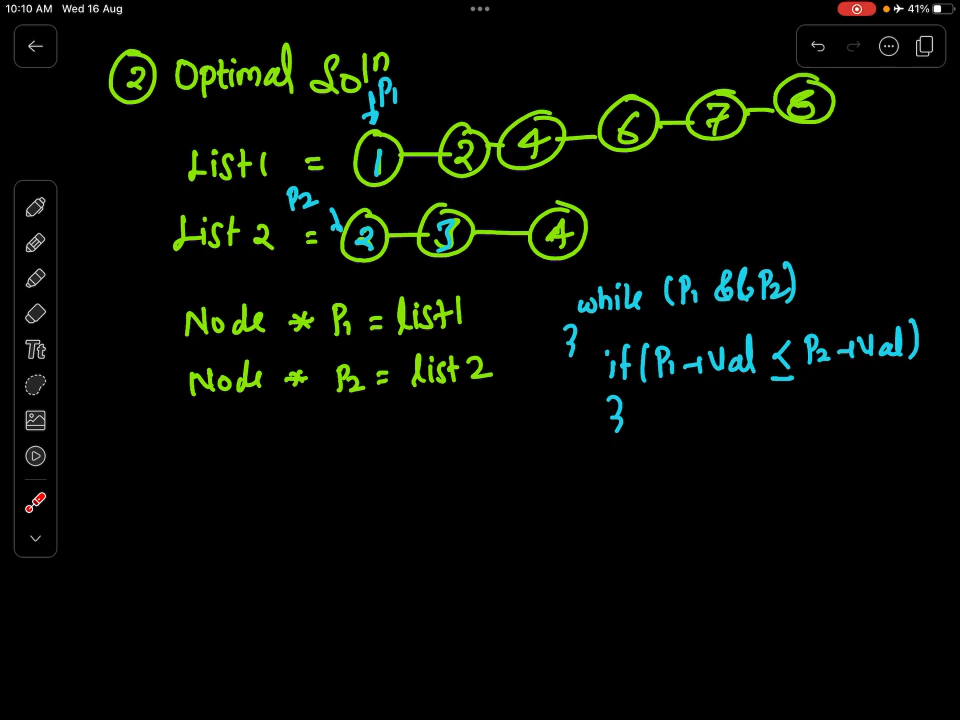 10:10 AM Wed 16 Aug
41%
② Optimal Soln
P1
List1 = 1 2 4 6 7 8
P2
List 2 = 2 3 4
Node * P1 = list1
Node * P2 = list 2
while (P1 && P2)
{
if (P1→Val ≤ P2→Val)
{
Tt